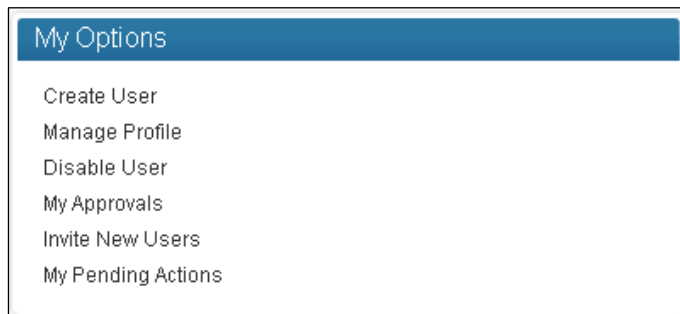 My Options
Create User
Manage Profile
Disable User
My Approvals
Invite New Users
My Pending Actions